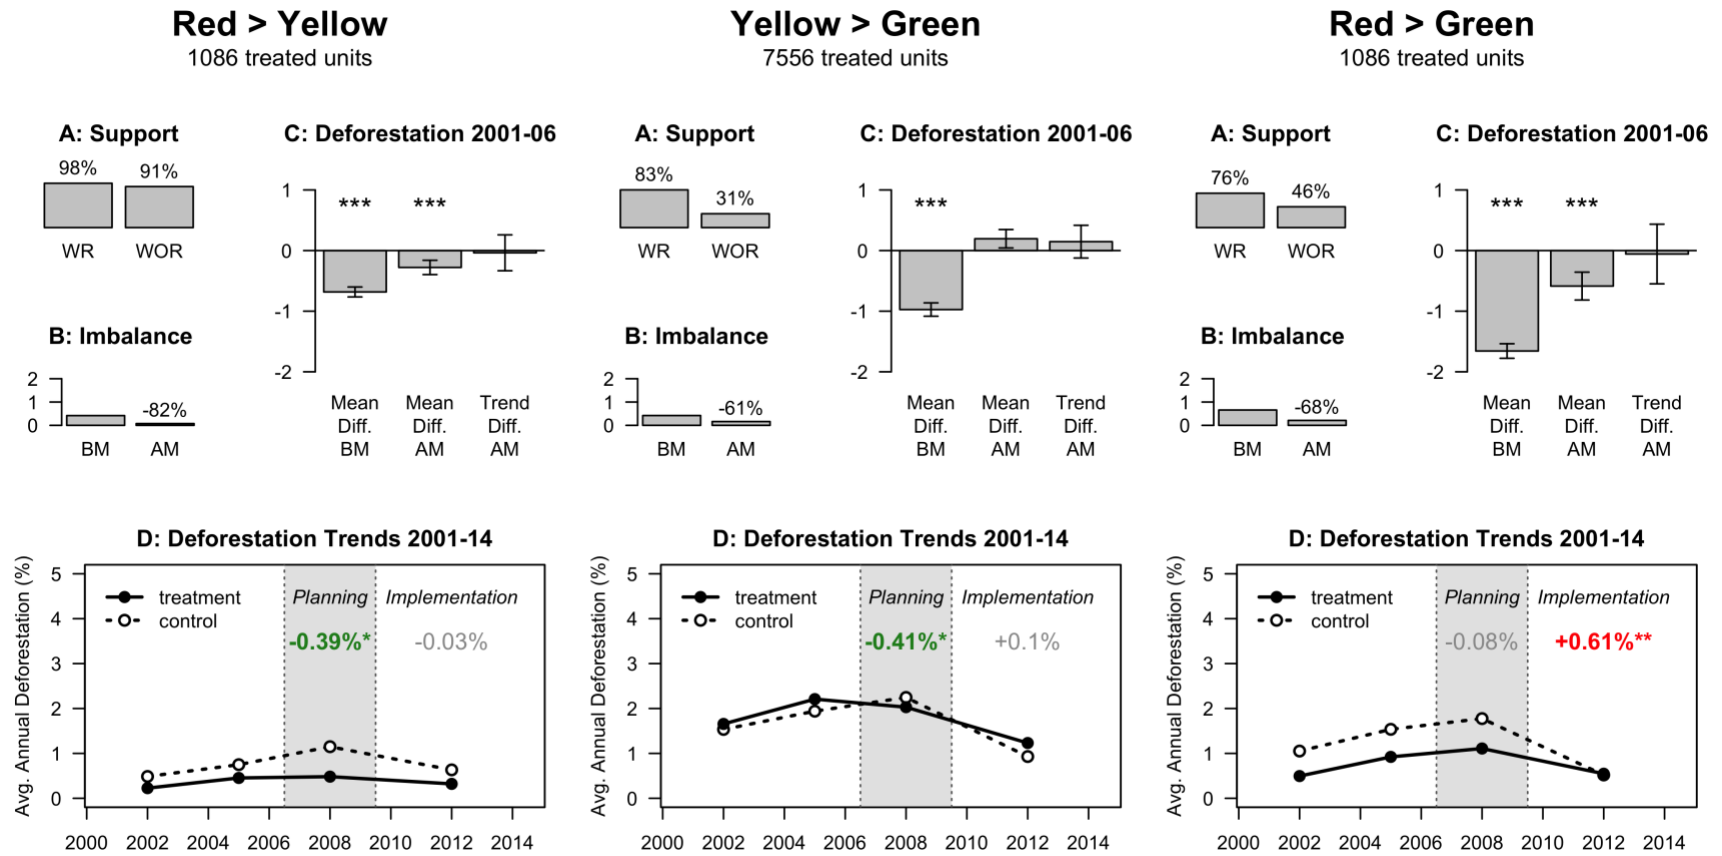 Red > Yellow
1086 treated units
A: Support
98%
91%
WR
WOR
B: Imbalance
2
1
0
-82%
BM
AM
C: Deforestation 2001-06
1
0
-1
-2
***
***
Mean Diff. BM
Mean Diff. AM
Trend Diff. AM
D: Deforestation Trends 2001-14
Avg. Annual Deforestation (%)
5
4
3
2
1
0
treatment
control
Planning
Implementation
-0.39%*
-0.03%
2000 2002 2004 2006 2008 2010 2012 2014
Yellow > Green
7556 treated units
A: Support
83%
31%
WR
WOR
B: Imbalance
2
1
0
-61%
BM
AM
C: Deforestation 2001-06
1
0
-1
-2
***
Mean Diff. BM
Mean Diff. AM
Trend Diff. AM
D: Deforestation Trends 2001-14
Avg. Annual Deforestation (%)
5
4
3
2
1
0
treatment
control
Planning
Implementation
-0.41%*
+0.1%
2000 2002 2004 2006 2008 2010 2012 2014
Red > Green
1086 treated units
A: Support
76%
46%
WR
WOR
B: Imbalance
2
1
0
-68%
BM
AM
C: Deforestation 2001-06
1
0
-1
-2
***
***
Mean Diff. BM
Mean Diff. AM
Trend Diff. AM
D: Deforestation Trends 2001-14
Avg. Annual Deforestation (%)
5
4
3
2
1
0
treatment
control
Planning
Implementation
-0.08%
+0.61%**
2000 2002 2004 2006 2008 2010 2012 2014